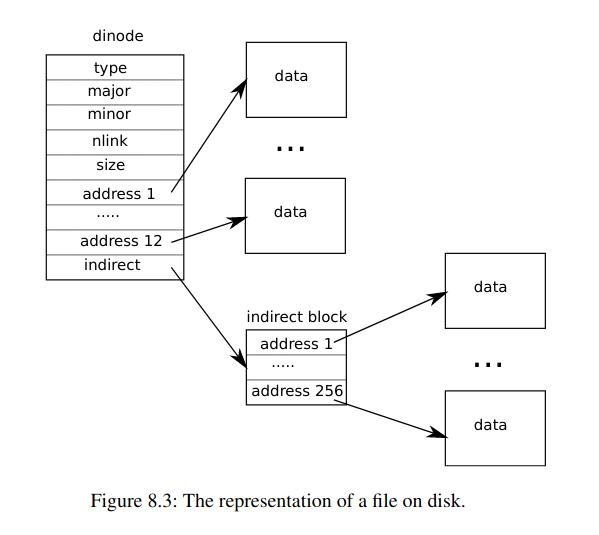 dinode
type
major
minor
nlink
size
address 1
.....
address 12
indirect
data
...
data
indirect block
address 1
.....
address 256
data
...
data
Figure 8.3: The representation of a file on disk.